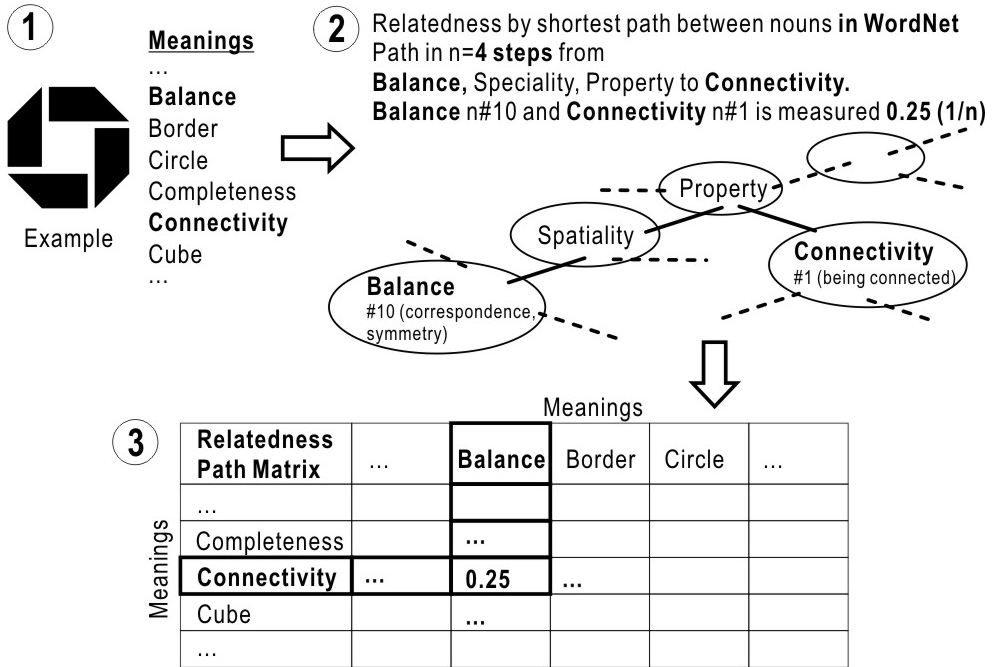 1
Meanings
...
Balance
Border
Circle
Completeness
Connectivity
Cube
...
Example
2
Relatedness by shortest path between nouns in WordNet
Path in n=4 steps from
Balance, Speciality, Property to Connectivity.
Balance n#10 and Connectivity n#1 is measured 0.25 (1/n)
Property
Spatiality
Connectivity
#1 (being connected)
Balance
#10 (correspondence,
symmetry)
3
Meanings
Meanings
Relatedness
Path Matrix ... Balance Border Circle ...
...
Completeness ...
Connectivity ... 0.25 ...
Cube ...
...